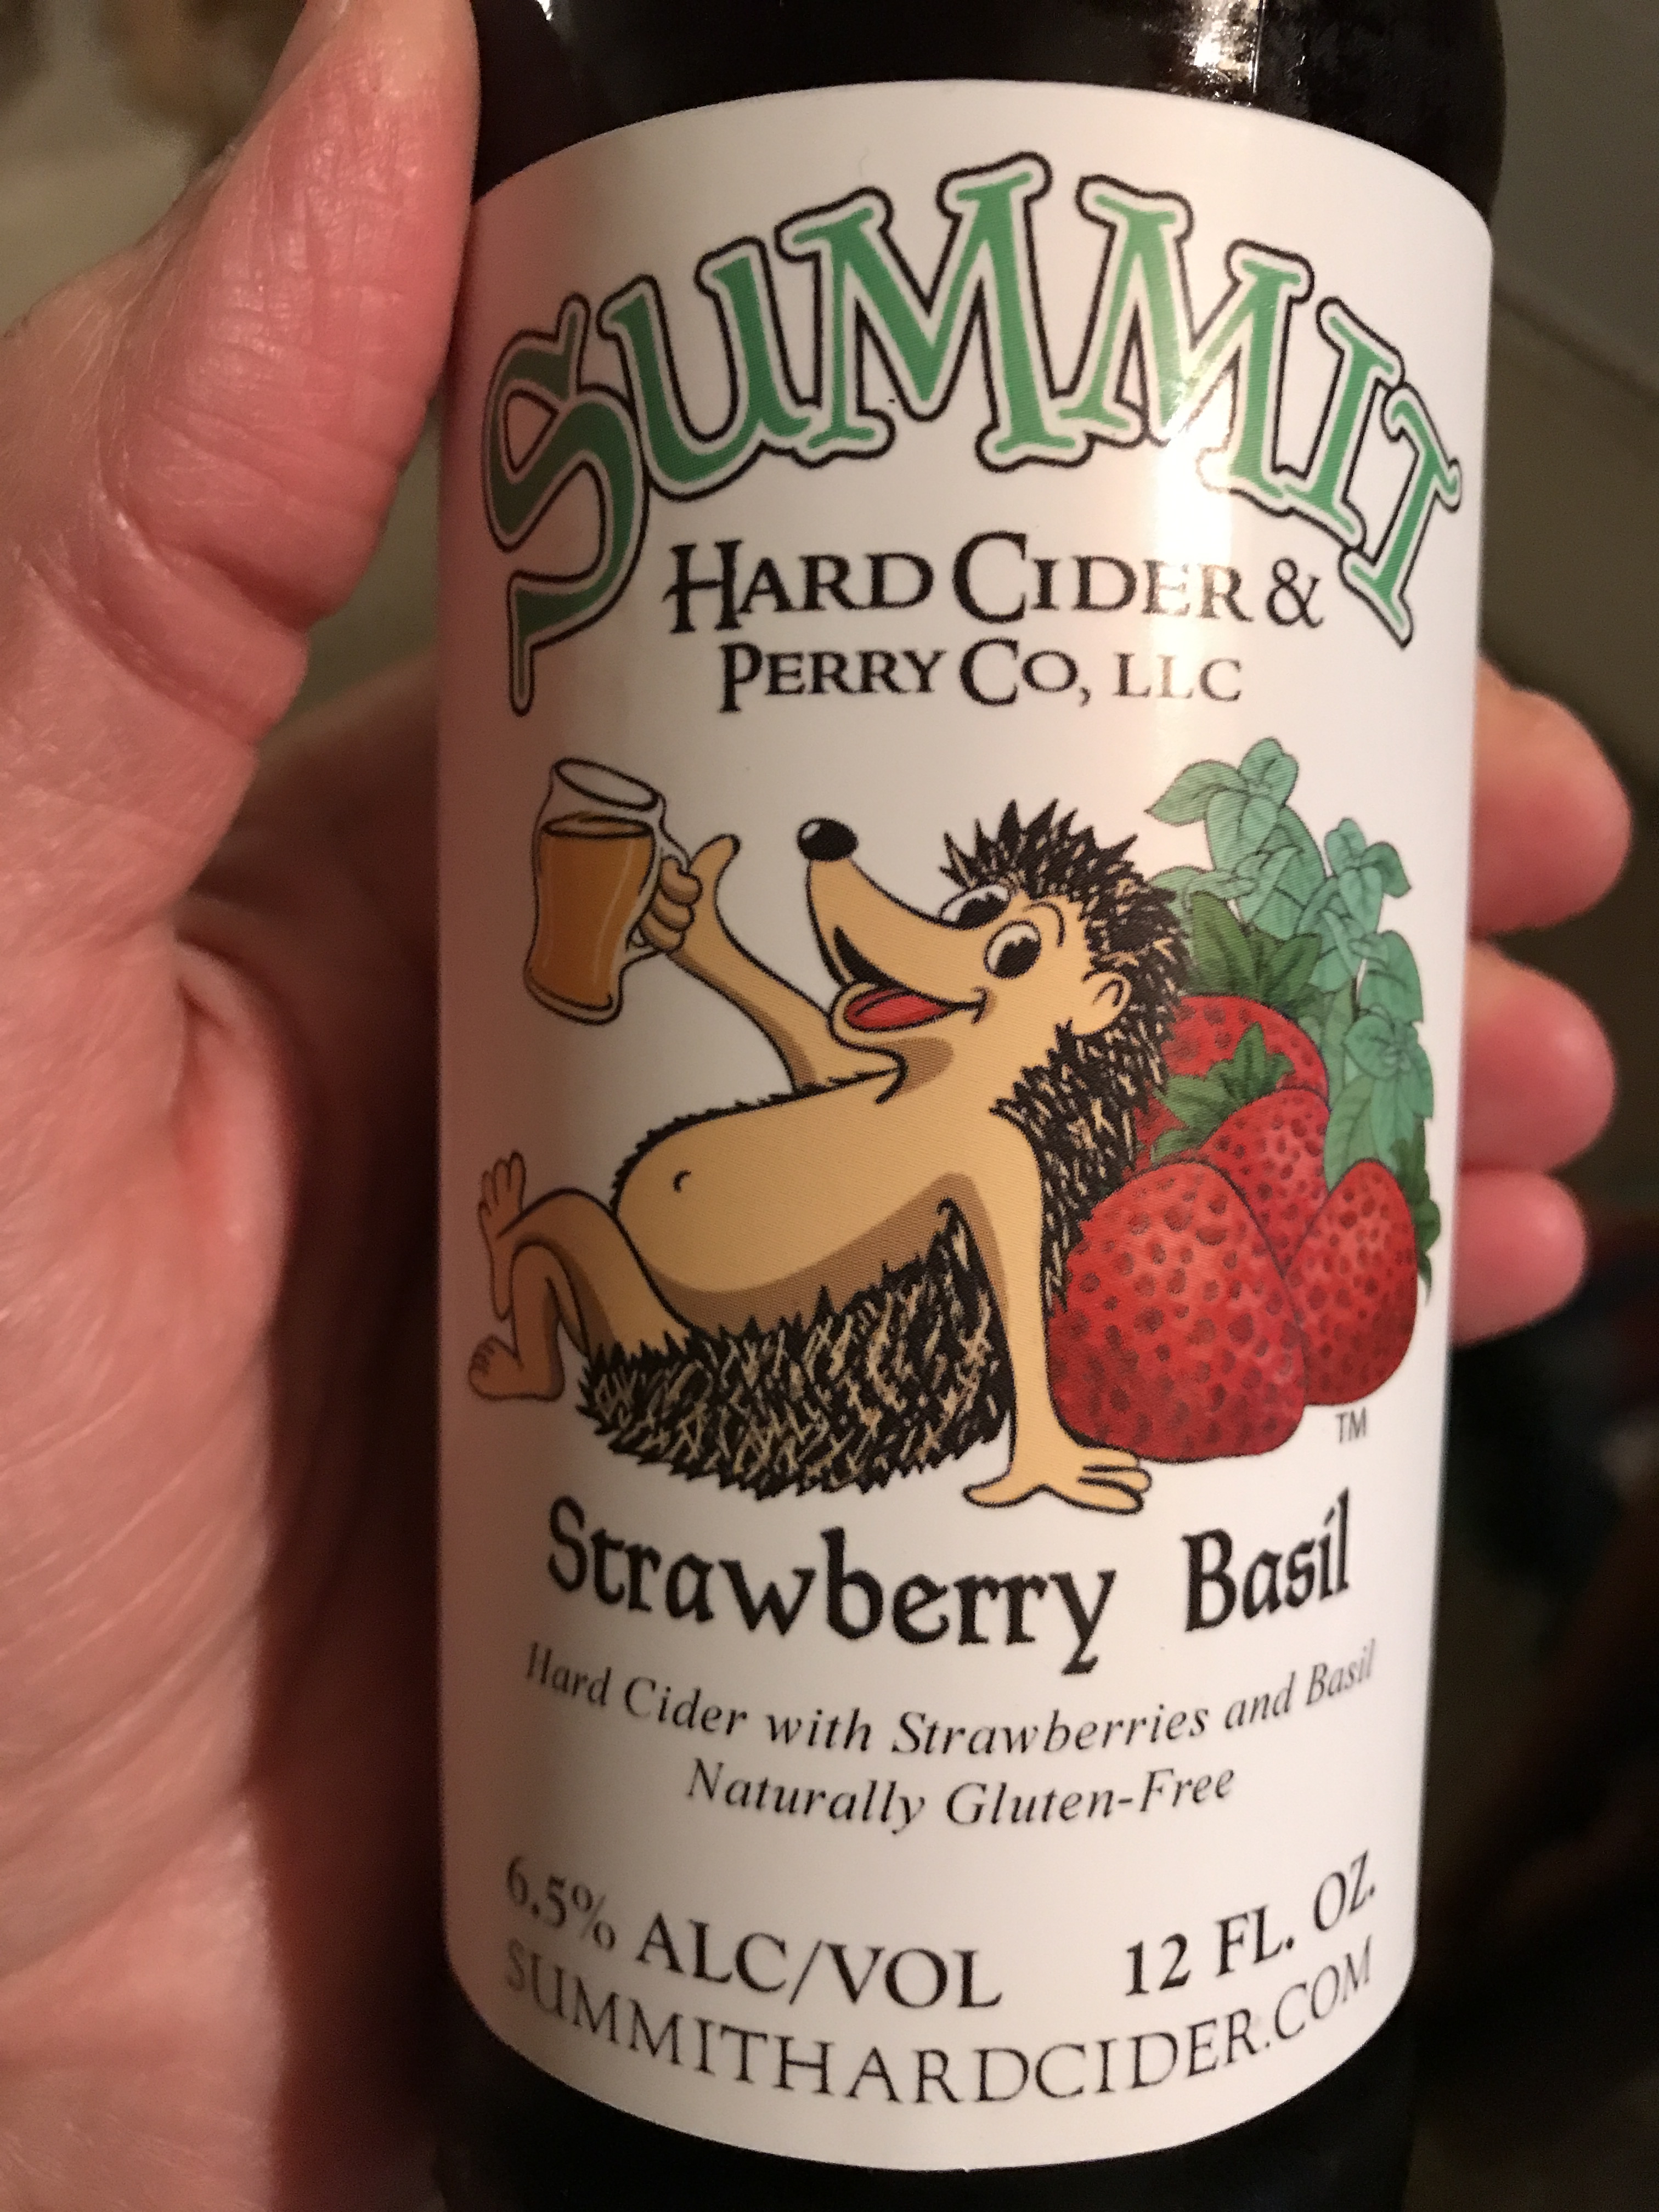 SUMMIT
HARD CIDER &
PERRY CO, LLC
TM
Strawberry Basil
Hard Cider with Strawberries and Basil
Naturally Gluten-Free
6.5% ALC/VOL 12 FL. OZ.
SUMMITHARDCIDER.COM